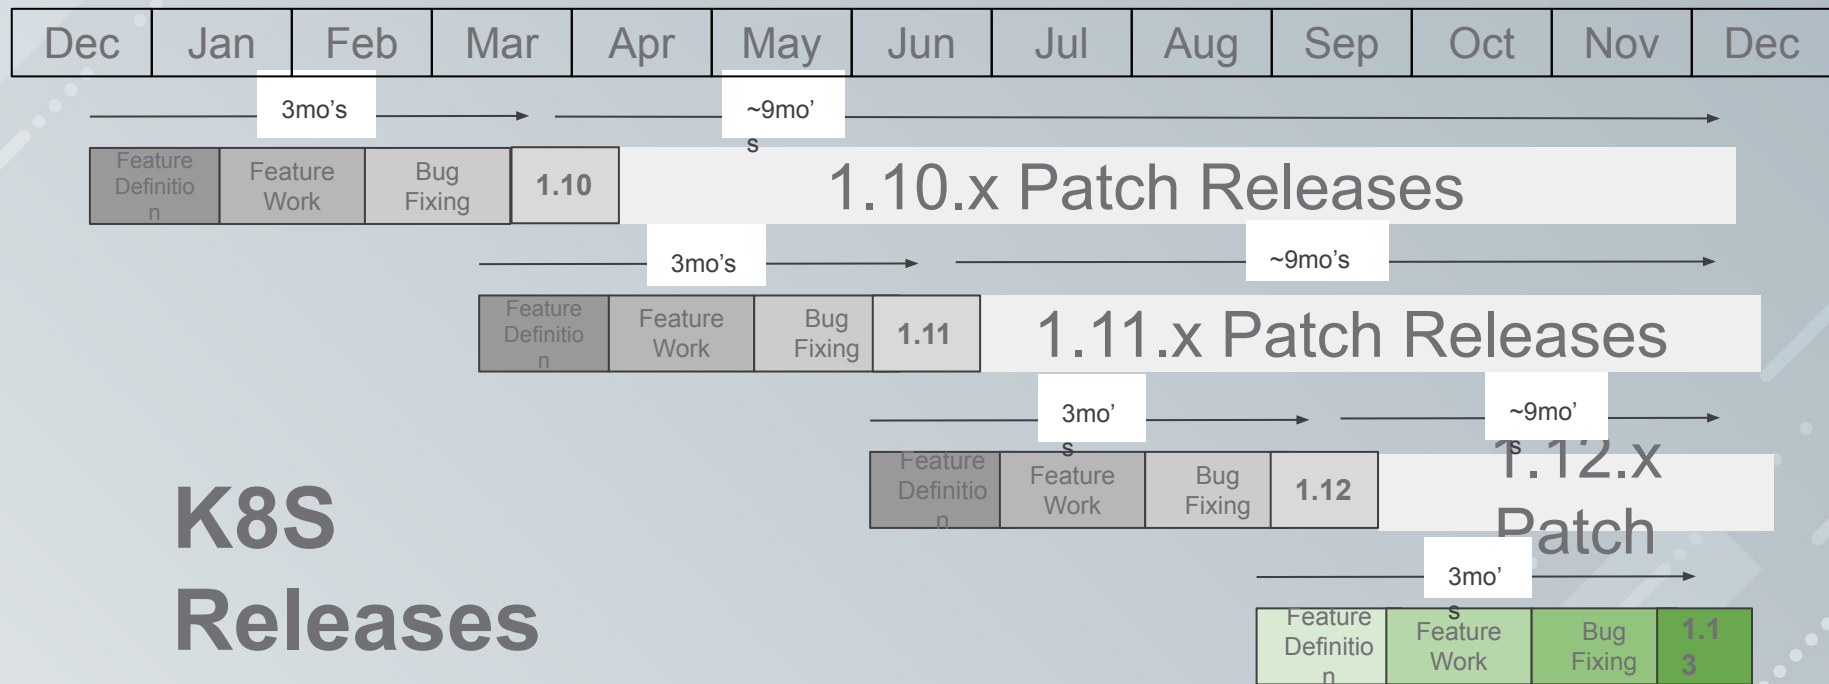 Dec Jan Feb Mar Apr May Jun Jul Aug Sep Oct Nov Dec
3mo's
~9mo'
s
Feature
Definitio
n
Feature
Work
Bug
Fixing
1.10
1.10.x Patch Releases
3mo's
~9mo's
Feature
Definitio
n
Feature
Work
Bug
Fixing
1.11
1.11.x Patch Releases
3mo'
s
~9mo'
s
Feature
Definitio
n
Feature
Work
Bug
Fixing
1.12
1.12.x
Patch
K8S
Releases
3mo'
s
Feature
Definitio
n
Feature
Work
Bug
Fixing
1.1
3